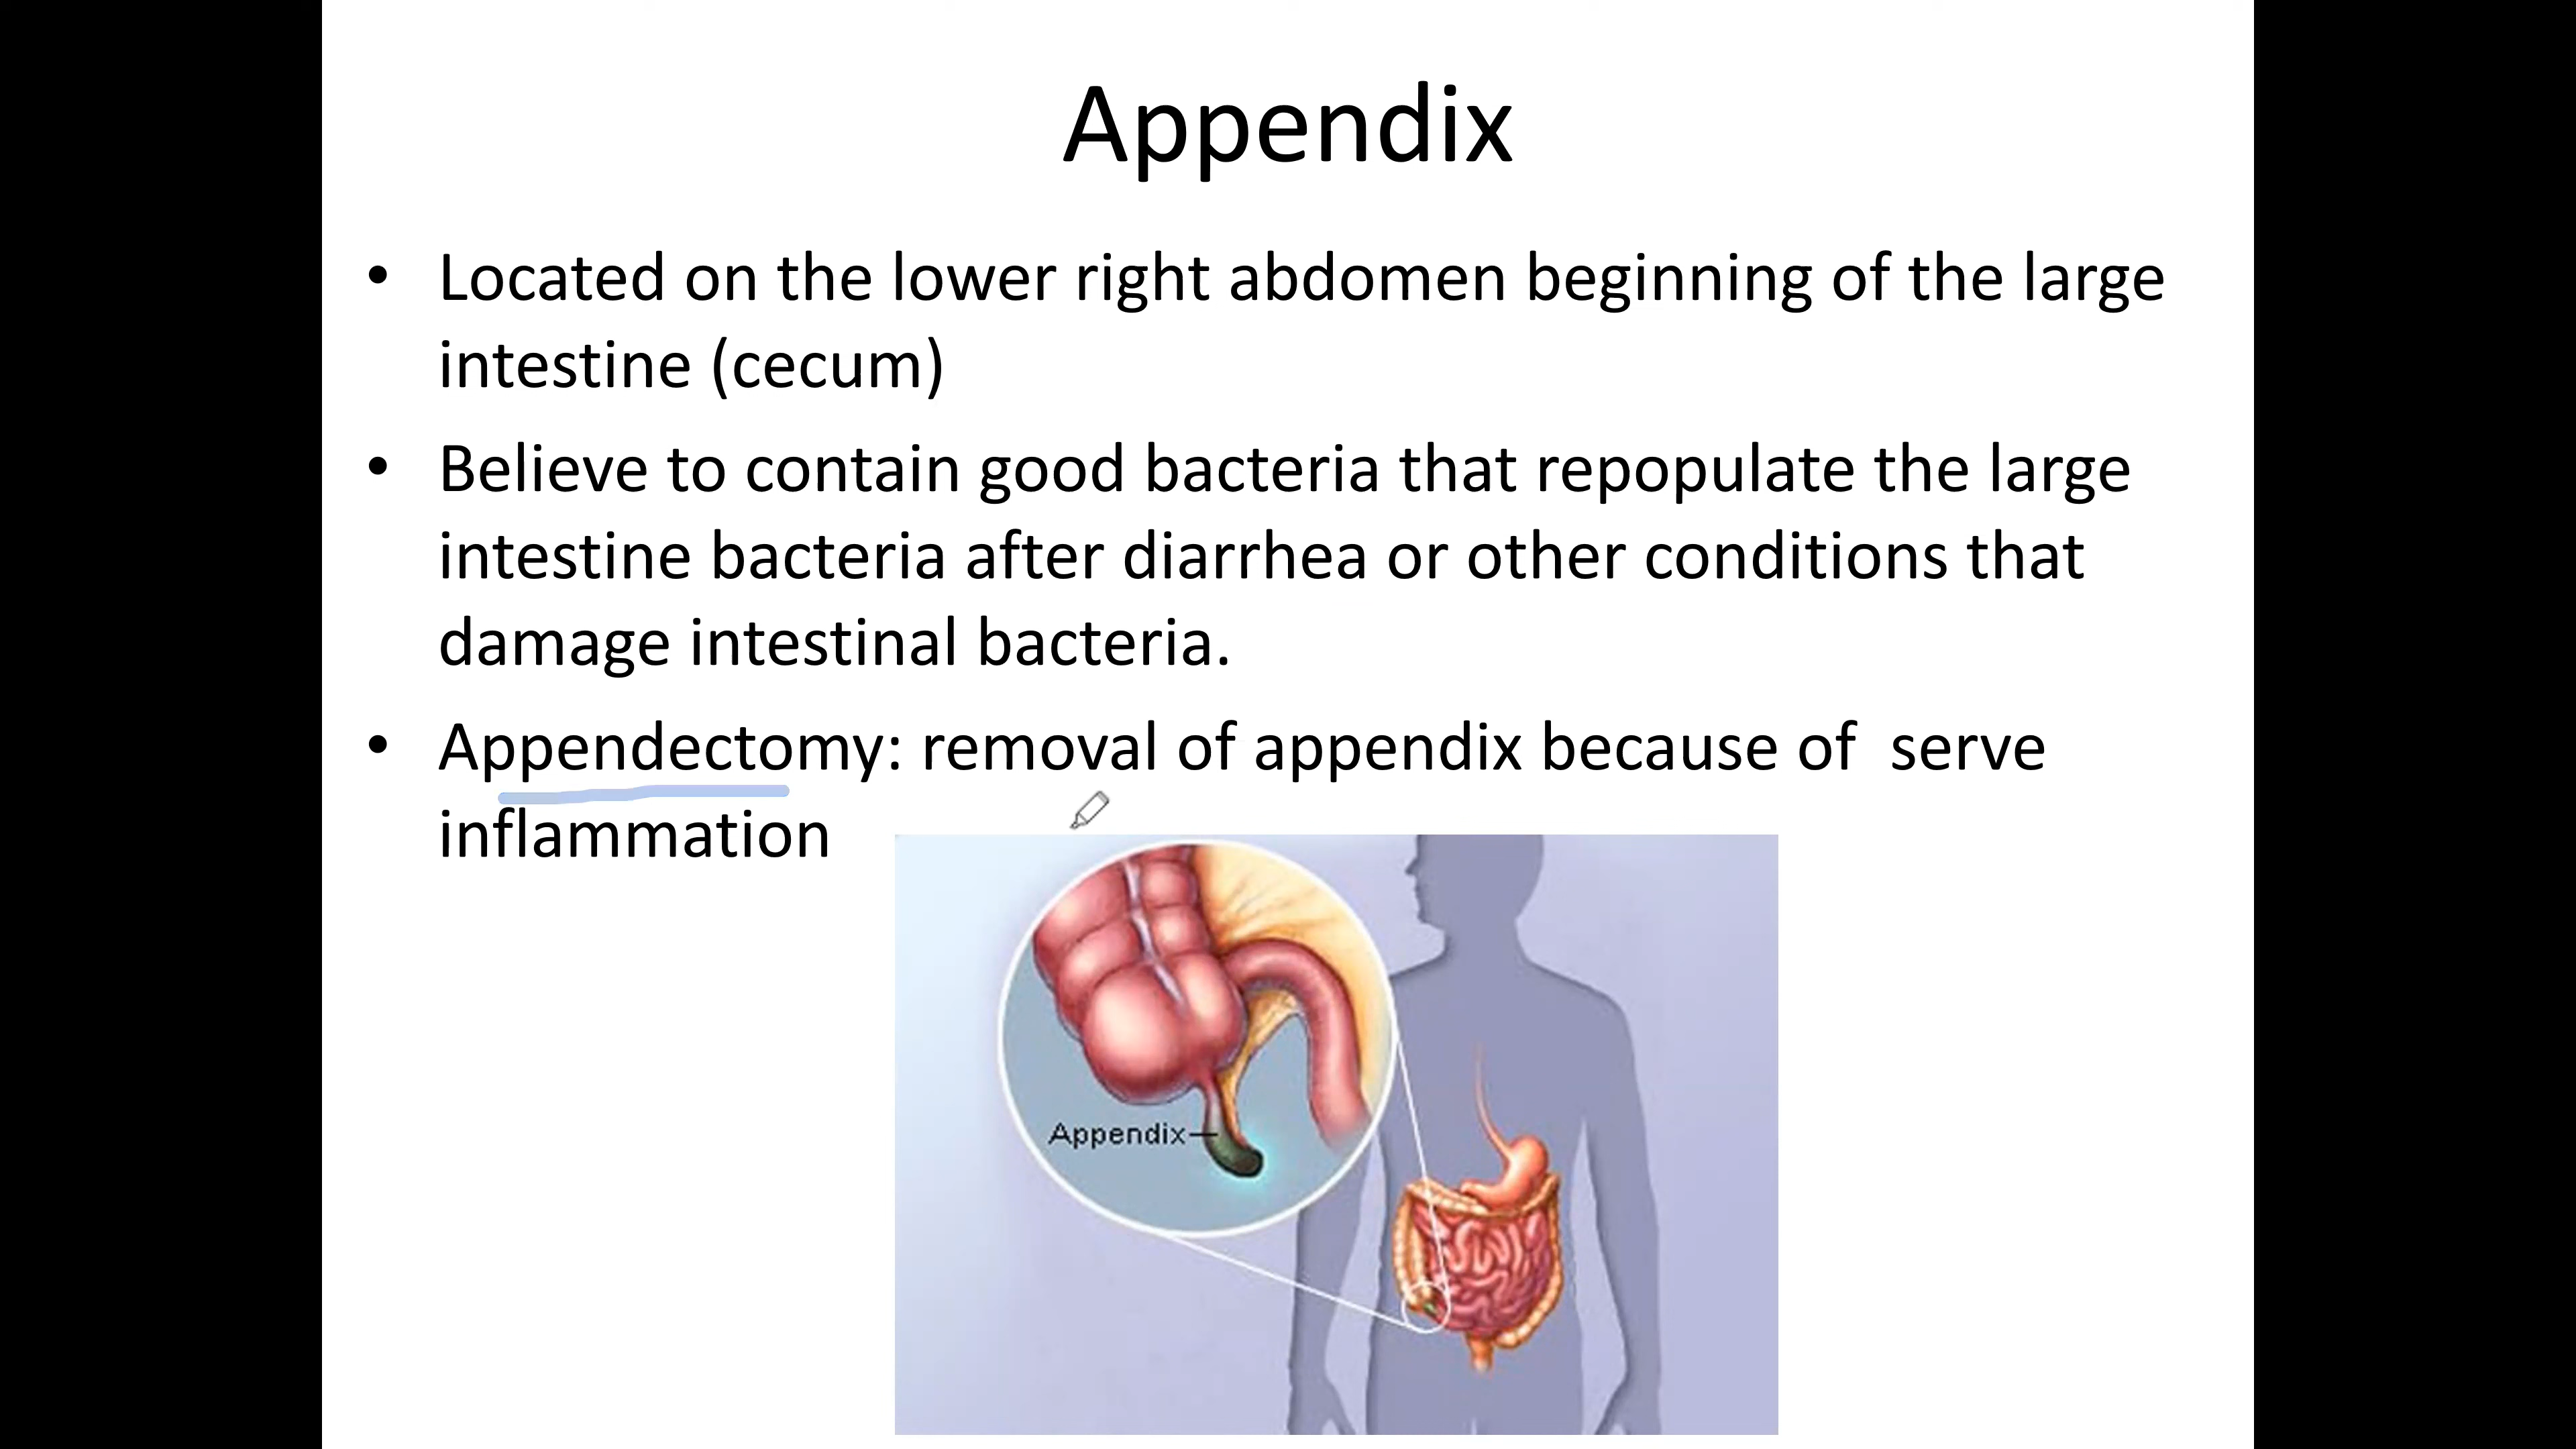 Appendix
• Located on the lower right abdomen beginning of the large
intestine (cecum)
• Believe to contain good bacteria that repopulate the large
intestine bacteria after diarrhea or other conditions that
damage intestinal bacteria.
• Appendectomy: removal of appendix because of  serve
inflammation
Appendix